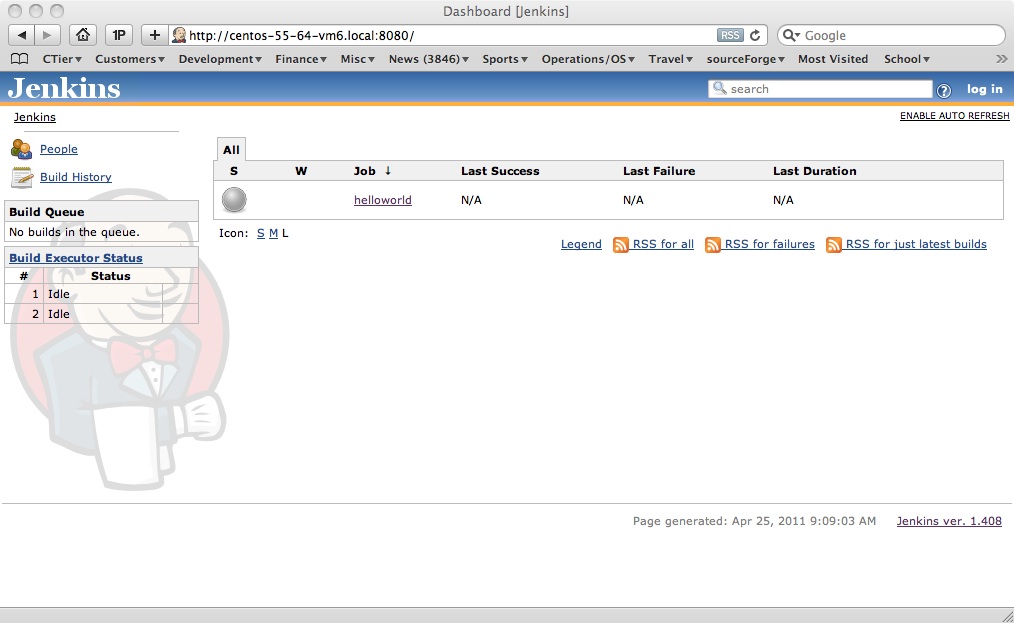 Dashboard [Jenkins]
1P + http://centos-55-64-vm6.local:8080/ RSS Google
CTier Customers Development Finance Misc News (3846) Sports Operations/OS Travel sourceForge Most Visited School »
Jenkins search ? log in
Jenkins ENABLE AUTO REFRESH
People
Build History
Build Queue
No builds in the queue.
Build Executor Status
# Status
1 Idle
2 Idle
All
S W Job ↓ Last Success Last Failure Last Duration
helloworld N/A N/A N/A
Icon: S M L
Legend RSS for all RSS for failures RSS for just latest builds
Page generated: Apr 25, 2011 9:09:03 AM Jenkins ver. 1.408